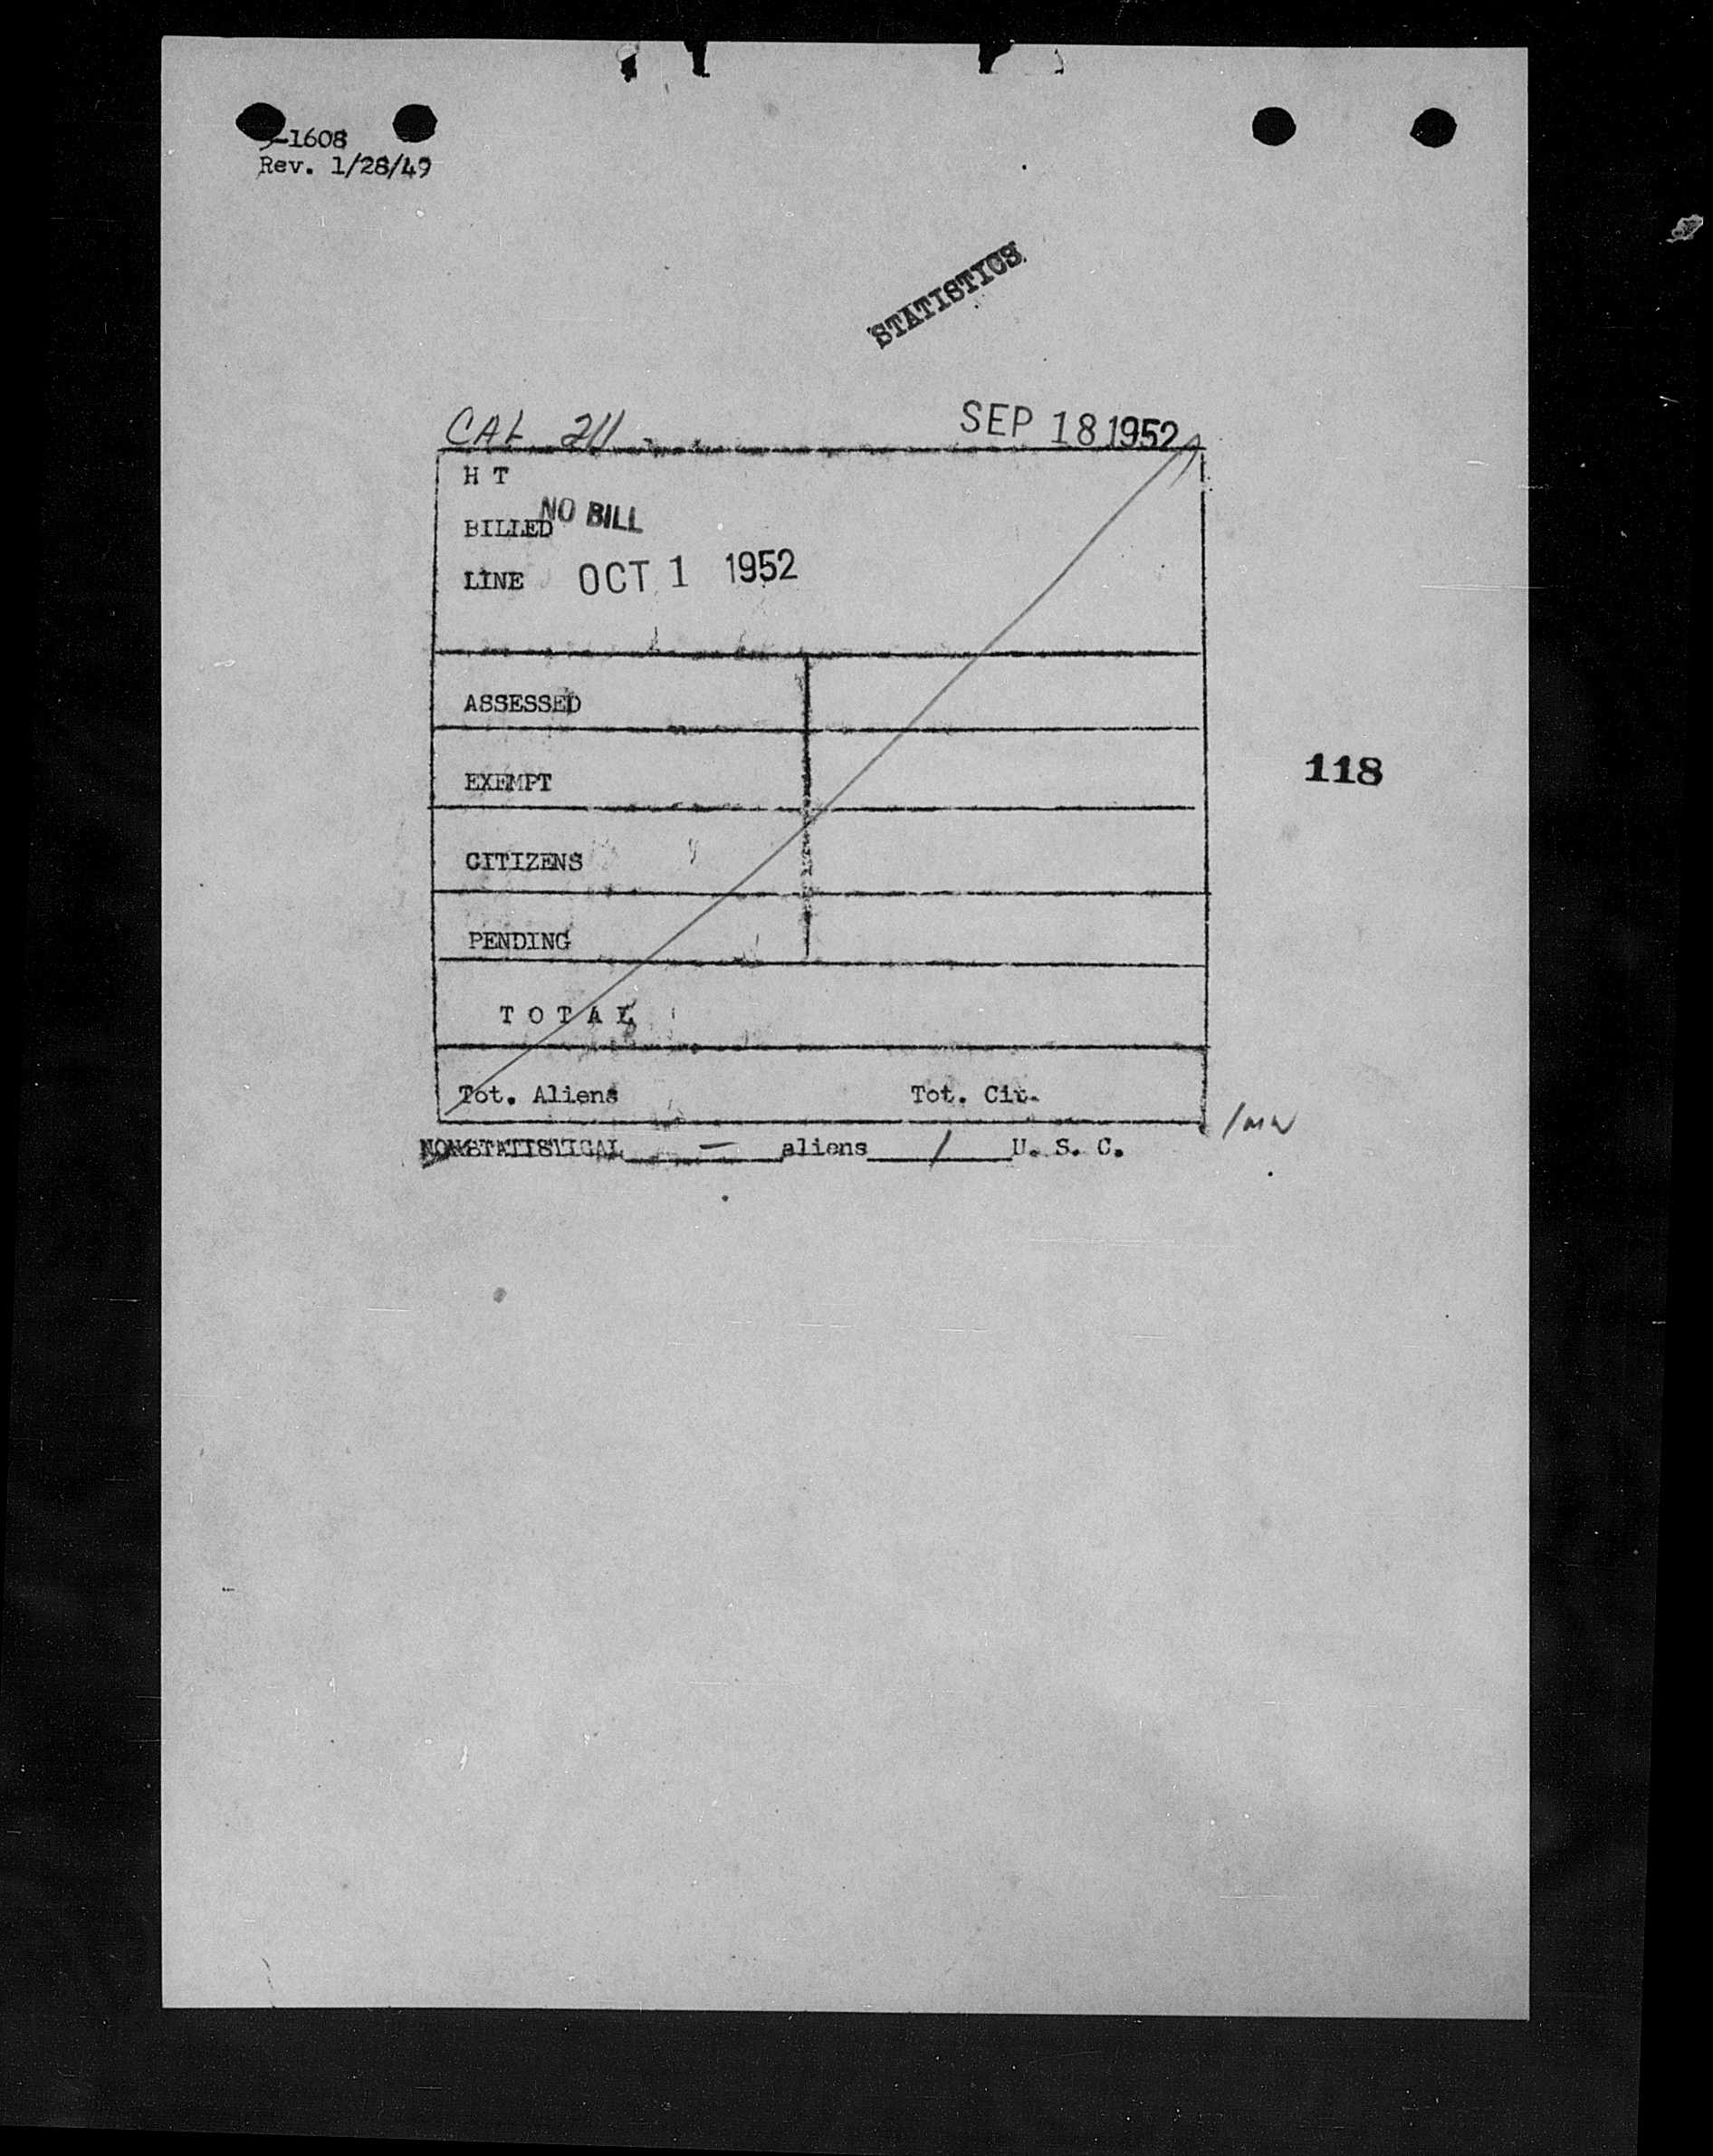 -1608
Rev. 1/28/49
STATISTICS
CAL 211 SEP 18 1952
H T
BILLED NO BILL
LINE OCT 1 1952
ASSESSED
EXEMPT
118
CITIZENS
PENDING
T O T A L
Tot. Aliens Tot. Cit.
NONSTATISTICAL - aliens / U. S. C.